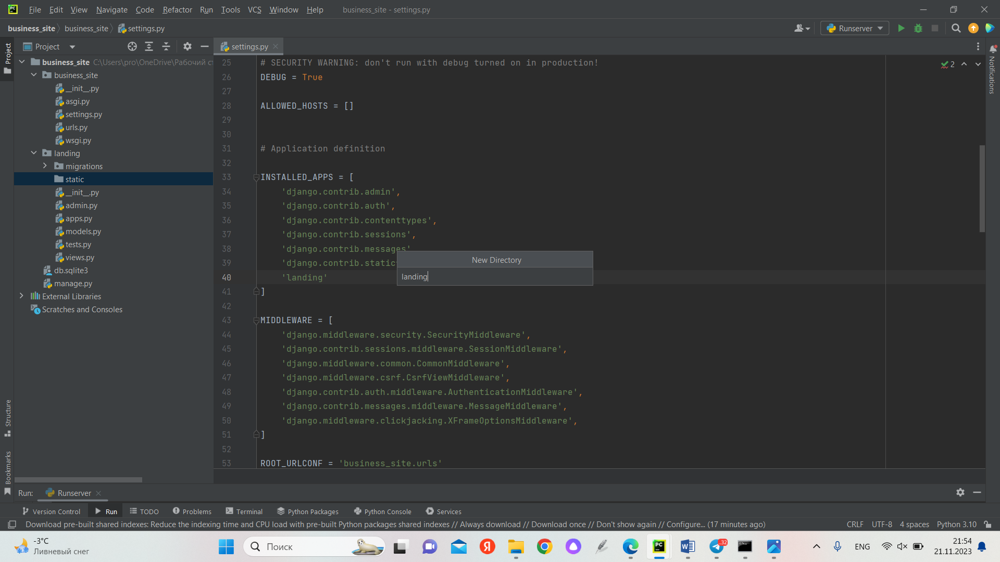 PC File Edit View Navigate Code Refactor Run Tools VCS Window Help business_site - settings.py
business_site business_site settings.py Runserver
Project
Project
settings.py
Notifications
business_site C:\Users\pro\OneDrive\Рабочий ст
business_site
__init__.py
asgi.py
settings.py
urls.py
wsgi.py
landing
migrations
static
__init__.py
admin.py
apps.py
models.py
tests.py
views.py
db.sqlite3
manage.py
External Libraries
Scratches and Consoles
Structure
Bookmarks
25 # SECURITY WARNING: don't run with debug turned on in production!
2
26 DEBUG = True
27
28 ALLOWED_HOSTS = []
29
30
31 # Application definition
32
33 INSTALLED_APPS = [
34 'django.contrib.admin',
35 'django.contrib.auth',
36 'django.contrib.contenttypes',
37 'django.contrib.sessions',
38 'django.contrib.messages'
39 'django.contrib.static
40 'landing'
41 ]
42
43 MIDDLEWARE = [
44 'django.middleware.security.SecurityMiddleware',
45 'django.contrib.sessions.middleware.SessionMiddleware',
46 'django.middleware.common.CommonMiddleware',
47 'django.middleware.csrf.CsrfViewMiddleware',
48 'django.contrib.auth.middleware.AuthenticationMiddleware',
49 'django.contrib.messages.middleware.MessageMiddleware',
50 'django.middleware.clickjacking.XFrameOptionsMiddleware',
51 ]
52
53 ROOT_URLCONF = 'business_site.urls'
New Directory
landing
Run: Runserver
Version Control Run TODO Problems Terminal Python Packages Python Console Services
Download pre-built shared indexes: Reduce the indexing time and CPU load with pre-built Python packages shared indexes // Always download // Download once // Don't show again // Configure... (17 minutes ago) CRLF UTF-8 4 spaces Python 3.10
-3°C
Ливневый снег
Поиск
Я
PC
W
..32
ENG
21:54
21.11.2023